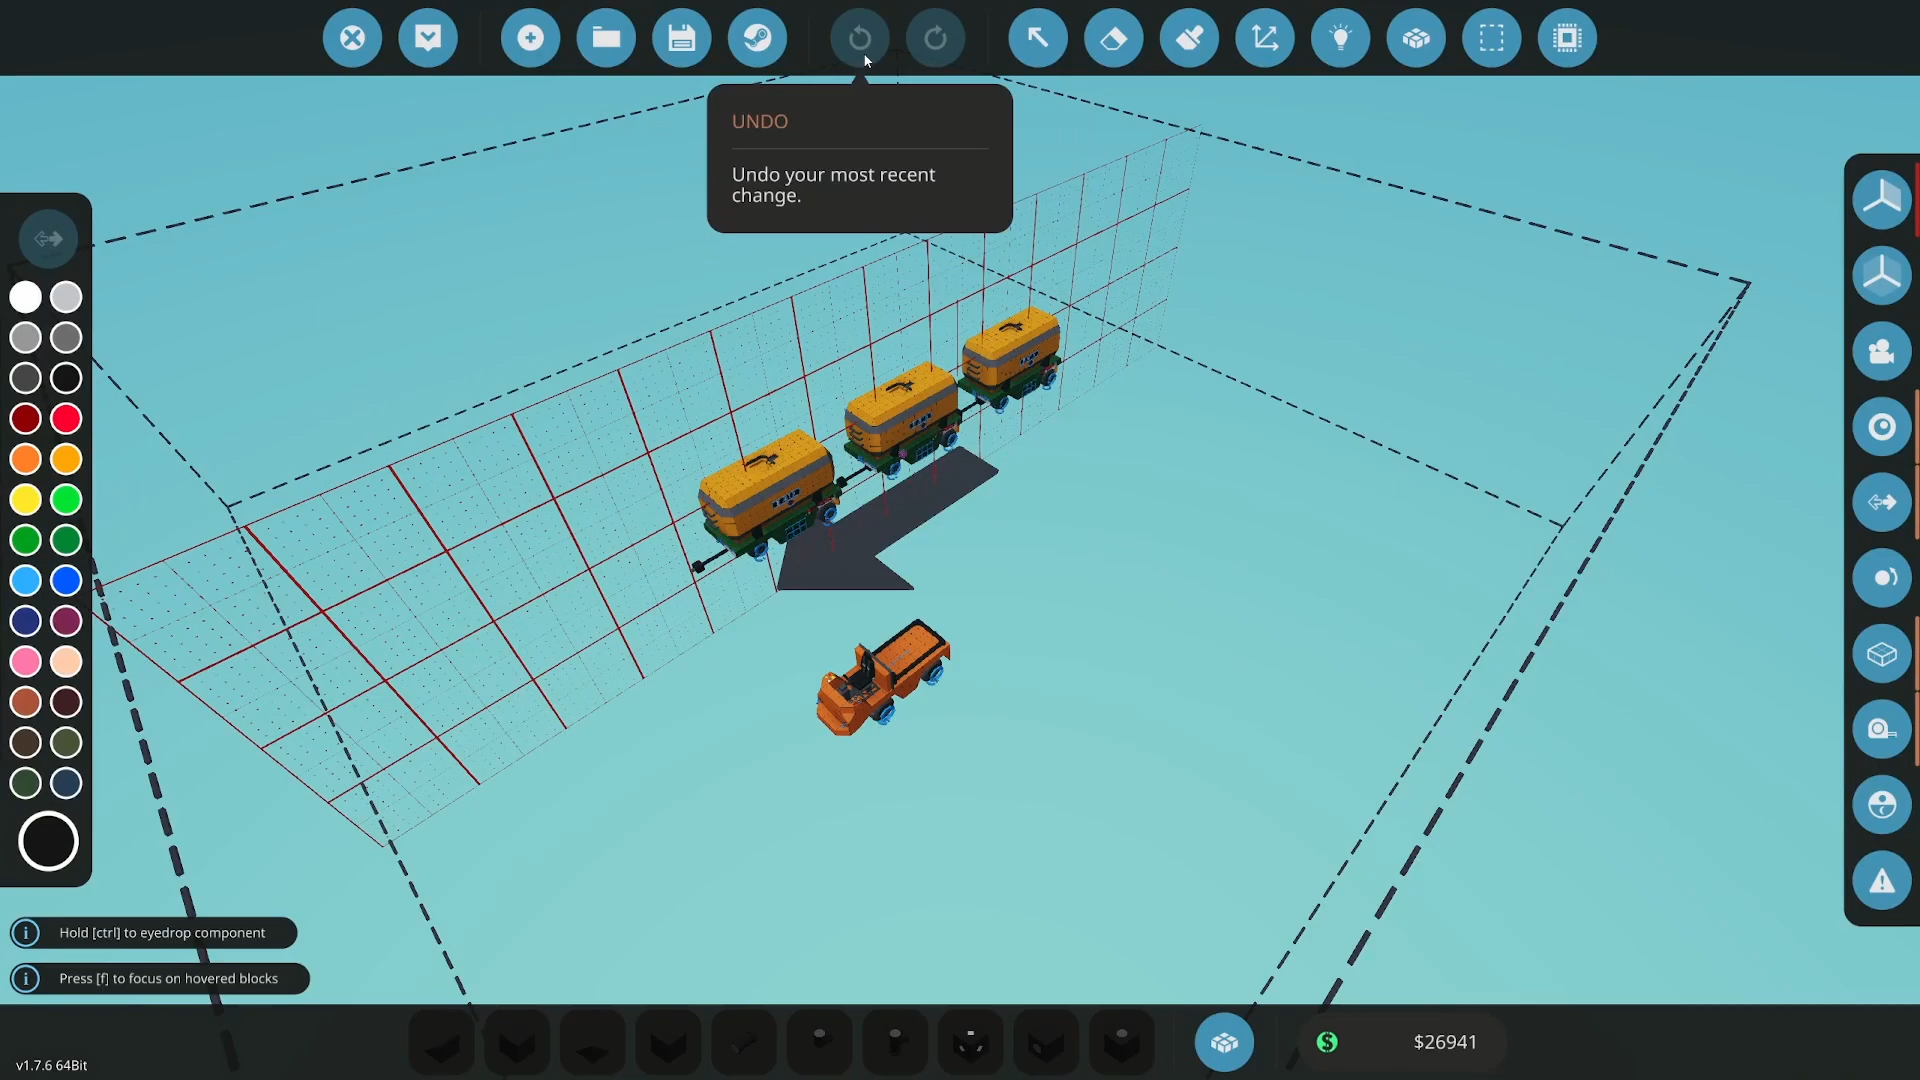 UNDO
Undo your most recent
change.
Hold [ctrl] to eyedrop component
Press [f] to focus on hovered blocks
$26941
v1.7.6 64Bit